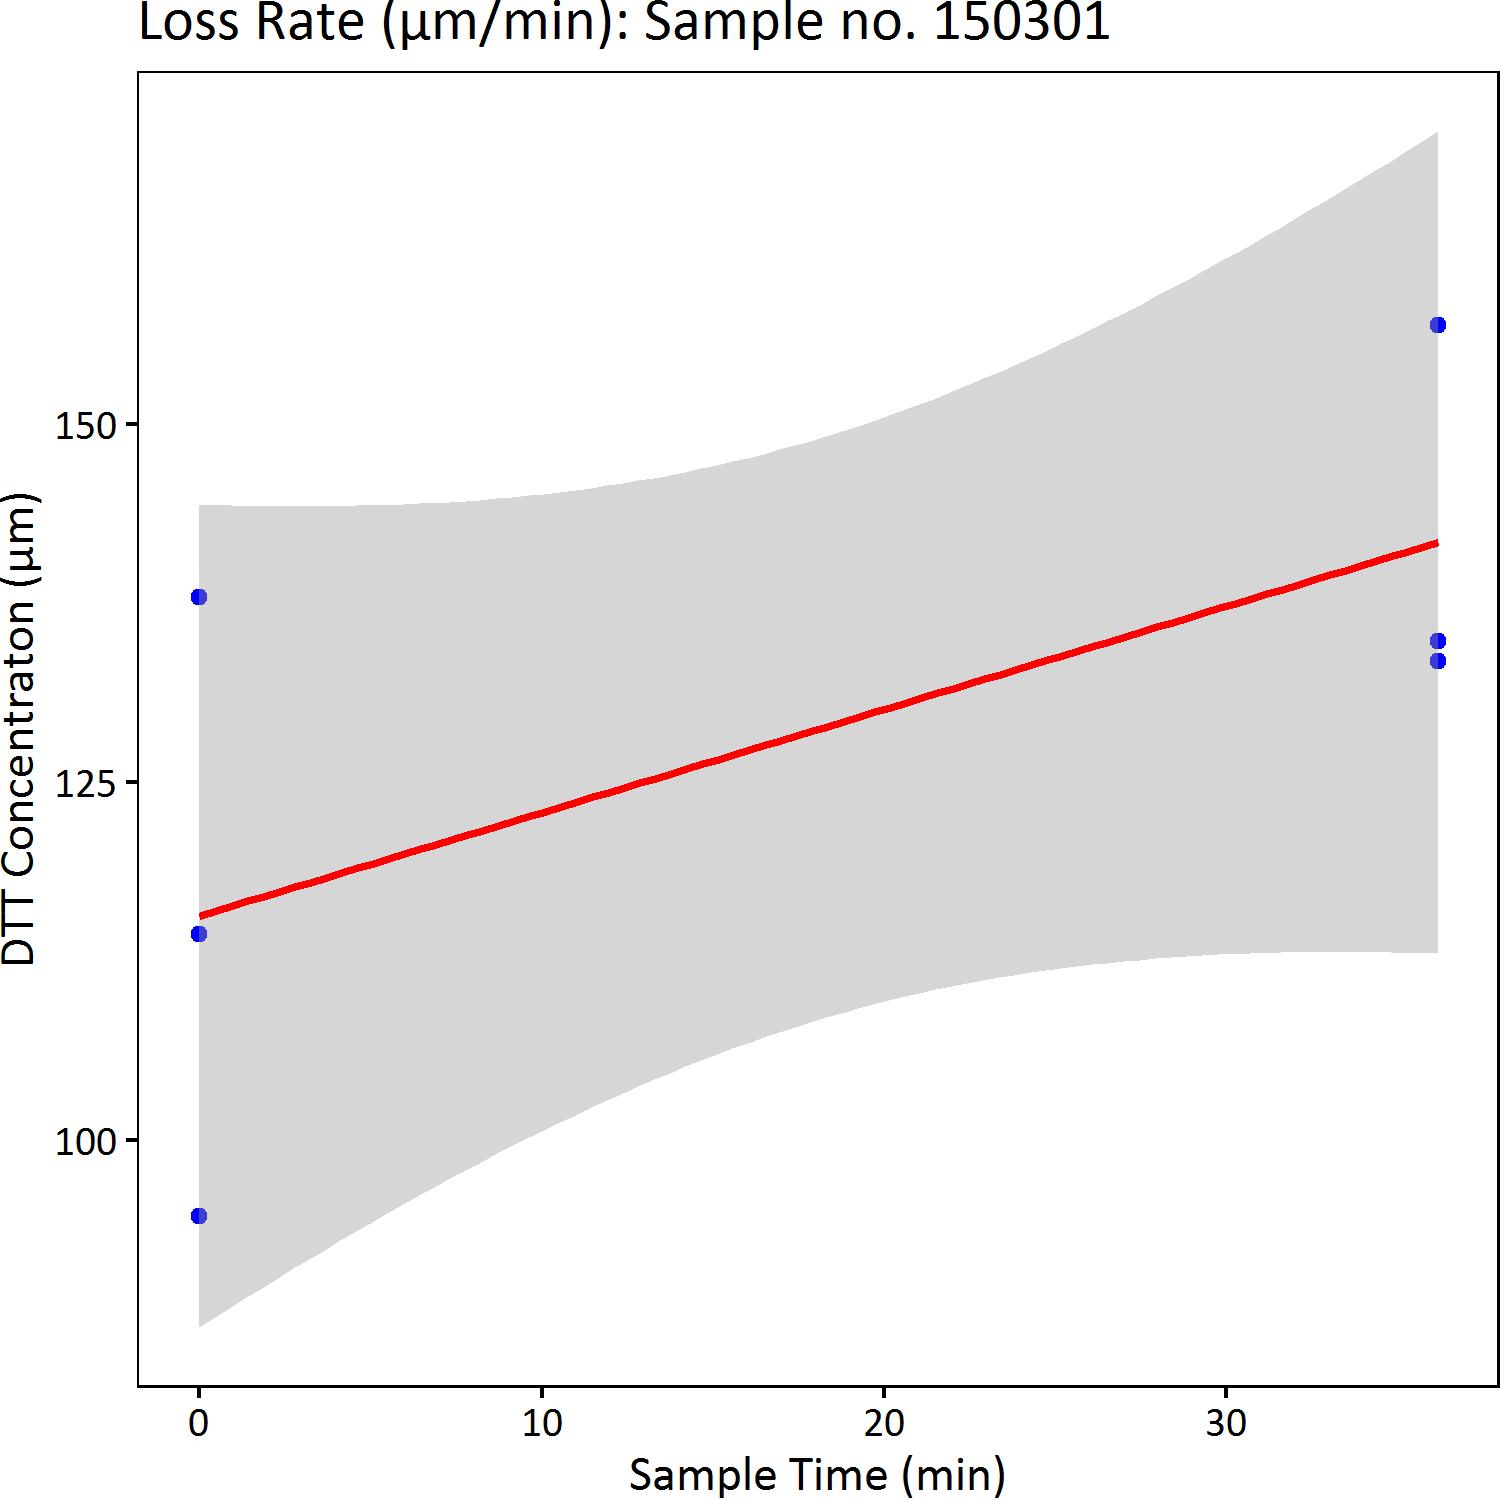 Loss Rate (µm/min): Sample no. 150301
DTT Concentraton (µm)
150
125
100
0 10 20 30
Sample Time (min)